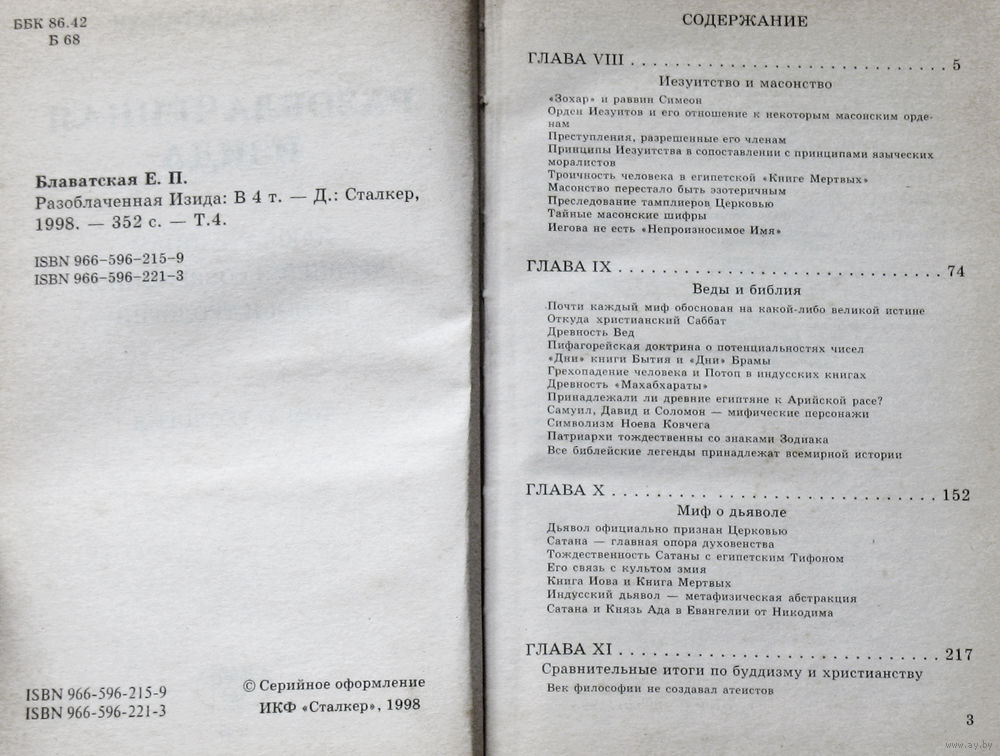 ББК 86.42
Б 68
Блаватская Е. П.
Разоблаченная Изида: В 4 т. — Д.: Сталкер,
1998. — 352 с. — Т.4.
ISBN 966-596-215-9
ISBN 966-596-221-3
ISBN 966-596-215-9
ISBN 966-596-221-3
© Серийное оформление
ИКФ «Сталкер», 1998
СОДЕРЖАНИЕ
ГЛАВА VIII . . . . . . . . . . . . . . . . . . . . . . . . . . . . 5
Иезуитство и масонство
«Зохар» и раввин Симеон
Орден Иезуитов и его отношение к некоторым масонским орде-
нам
Преступления, разрешенные его членам
Принципы Иезуитства в сопоставлении с принципами языческих
моралистов
Троичность человека в египетской «Книге Мертвых»
Масонство перестало быть эзотеричным
Преследование тамплиеров Церковью
Тайные масонские шифры
Иегова не есть «Непроизносимое Имя»
ГЛАВА IX . . . . . . . . . . . . . . . . . . . . . . . . . . . . 74
Веды и библия
Почти каждый миф обоснован на какой-либо великой истине
Откуда христианский Саббат
Древность Вед
Пифагорейская доктрина о потенциальностях чисел
«Дни» книги Бытия и «Дни» Брамы
Грехопадение человека и Потоп в индусских книгах
Древность «Махабхараты»
Принадлежали ли древние египтяне к Арийской расе?
Самуил, Давид и Соломон — мифические персонажи
Символизм Ноева Ковчега
Патриархи тождественны со знаками Зодиака
Все библейские легенды принадлежат всемирной истории
ГЛАВА X . . . . . . . . . . . . . . . . . . . . . . . . . . . . 152
Миф о дьяволе
Дьявол официально признан Церковью
Сатана — главная опора духовенства
Тождественность Сатаны с египетским Тифоном
Его связь с культом змия
Книга Иова и Книга Мертвых
Индусский дьявол — метафизическая абстракция
Сатана и Князь Ада в Евангелии от Никодима
ГЛАВА XI . . . . . . . . . . . . . . . . . . . . . . . . . . . . 217
Сравнительные итоги по буддизму и христианству
Век философии не создавал атеистов
3
www.ay.by